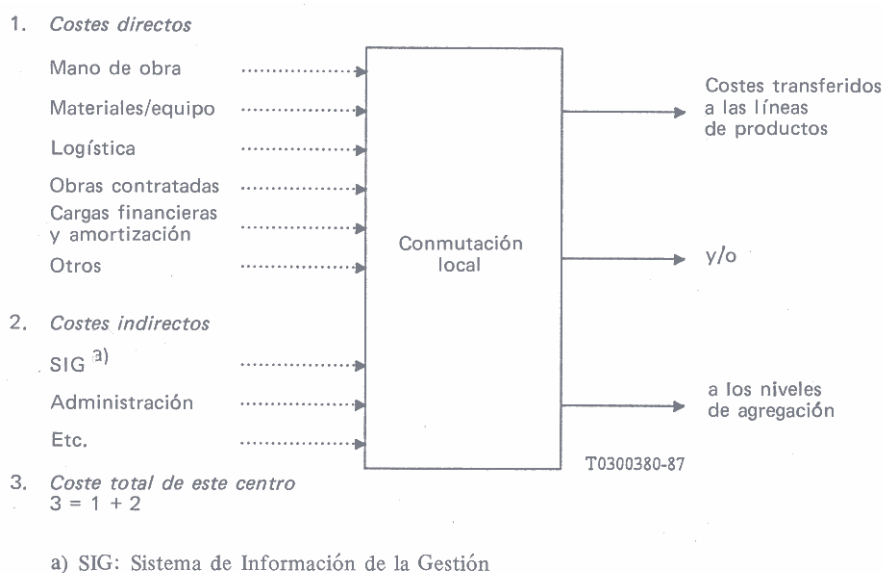 1. Costes directos
Mano de obra
Materiales/equipo
Logística
Obras contratadas
Cargas financieras
y amortización
Otros
2. Costes indirectos
SIG a)
Administración
Etc.
3. Coste total de este centro
3 = 1 + 2
Conmutación
local
Costes transferidos
a las líneas
de productos
y/o
a los niveles
de agregación
T0300380-87
a) SIG: Sistema de Información de la Gestión